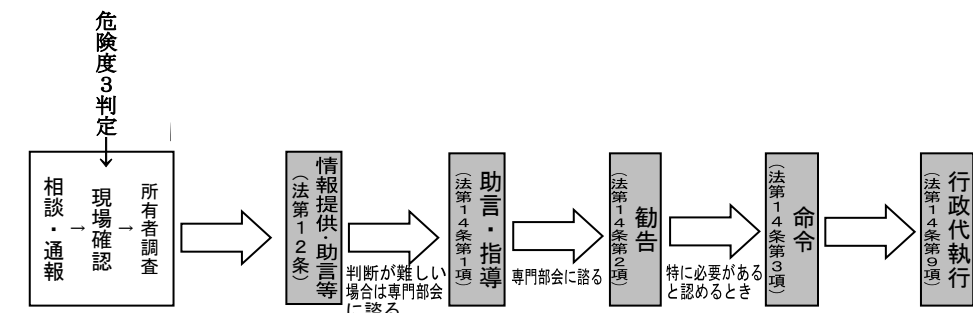 危険度3判定
相談・通報
→
現場確認
→
所有者調査
情報提供・助言等
(法第12条)
判断が難しい
場合は専門部会
に諮る
助言・指導
(法第14条第1項)
専門部会に諮る
勧告
(法第14条第2項)
特に必要がある
と認めるとき
命令
(法第14条第3項)
行政代執行
(法第14条第9項)